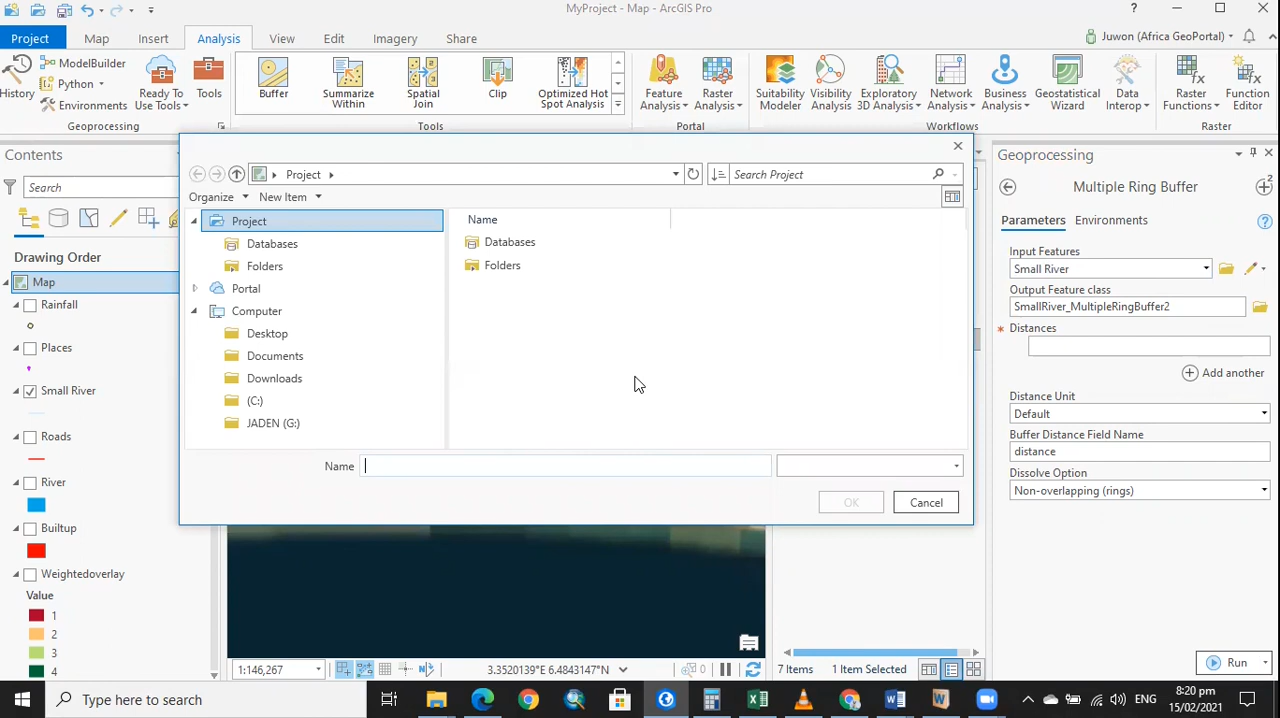 MyProject - Map - ArcGIS Pro
?
Project
Map
Insert
Analysis
View
Edit
Imagery
Share
Juwon (Africa GeoPortal)
History
ModelBuilder
Python
Environments
Ready To
Use Tools
Tools
Geoprocessing
Buffer
Summarize
Within
Spatial
Join
Clip
Optimized Hot
Spot Analysis
Tools
Feature
Analysis
Raster
Analysis
Portal
Suitability
Modeler
Visibility
Analysis
Exploratory
3D Analysis
Network
Analysis
Business
Analysis
Geostatistical
Wizard
Data
Interop
Workflows
Raster
Functions
Function
Editor
Raster
Contents
Search
Drawing Order
Map
Rainfall
Places
Small River
Roads
River
Builtup
Weightedoverlay
Value
1
2
3
4
Project
Search Project
Organize
New Item
Project
Databases
Folders
Portal
Computer
Desktop
Documents
Downloads
(C:)
JADEN (G:)
Name
Databases
Folders
Name
OK
Cancel
Geoprocessing
Multiple Ring Buffer
Parameters
Environments
Input Features
Small River
Output Feature class
SmallRiver_MultipleRingBuffer2
* Distances
Add another
Distance Unit
Default
Buffer Distance Field Name
distance
Dissolve Option
Non-overlapping (rings)
Run
1:146,267
3.3520139°E 6.4843147°N
0
7 Items
1 Item Selected
Type here to search
ENG
8:20 pm
15/02/2021